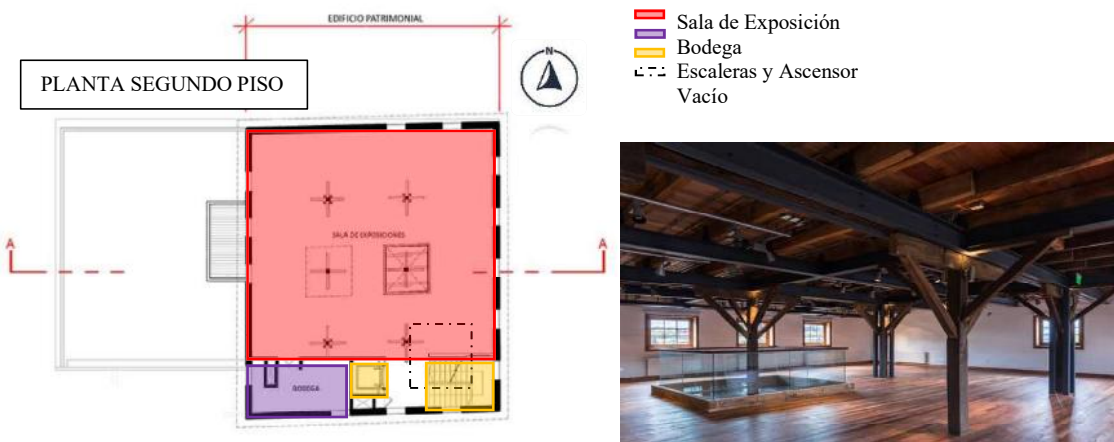 EDIFICIO PATRIMONIAL
N
PLANTA SEGUNDO PISO
Sala de Exposición
Bodega
Escaleras y Ascensor
Vacío
SALA DE EXPOSICIONES
A
A
BODEGA